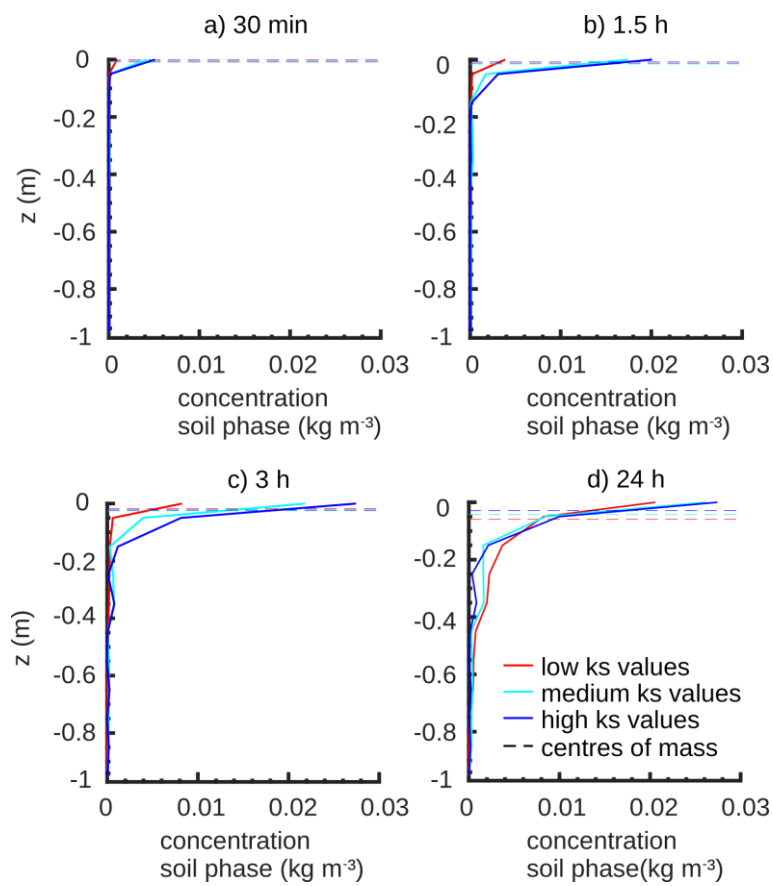 a) 30 min
b) 1.5 h
0
-0.2
-0.4
-0.6
-0.8
-1
z (m)
0
0.01
0.02
0.03
concentration
soil phase (kg m⁻³)
0
-0.2
-0.4
-0.6
-0.8
-1
0
0.01
0.02
0.03
concentration
soil phase (kg m⁻³)
c) 3 h
d) 24 h
0
-0.2
-0.4
-0.6
-0.8
-1
z (m)
0
0.01
0.02
0.03
concentration
soil phase (kg m⁻³)
0
-0.2
-0.4
-0.6
-0.8
-1
low ks values
medium ks values
high ks values
centres of mass
0
0.01
0.02
0.03
concentration
soil phase(kg m⁻³)